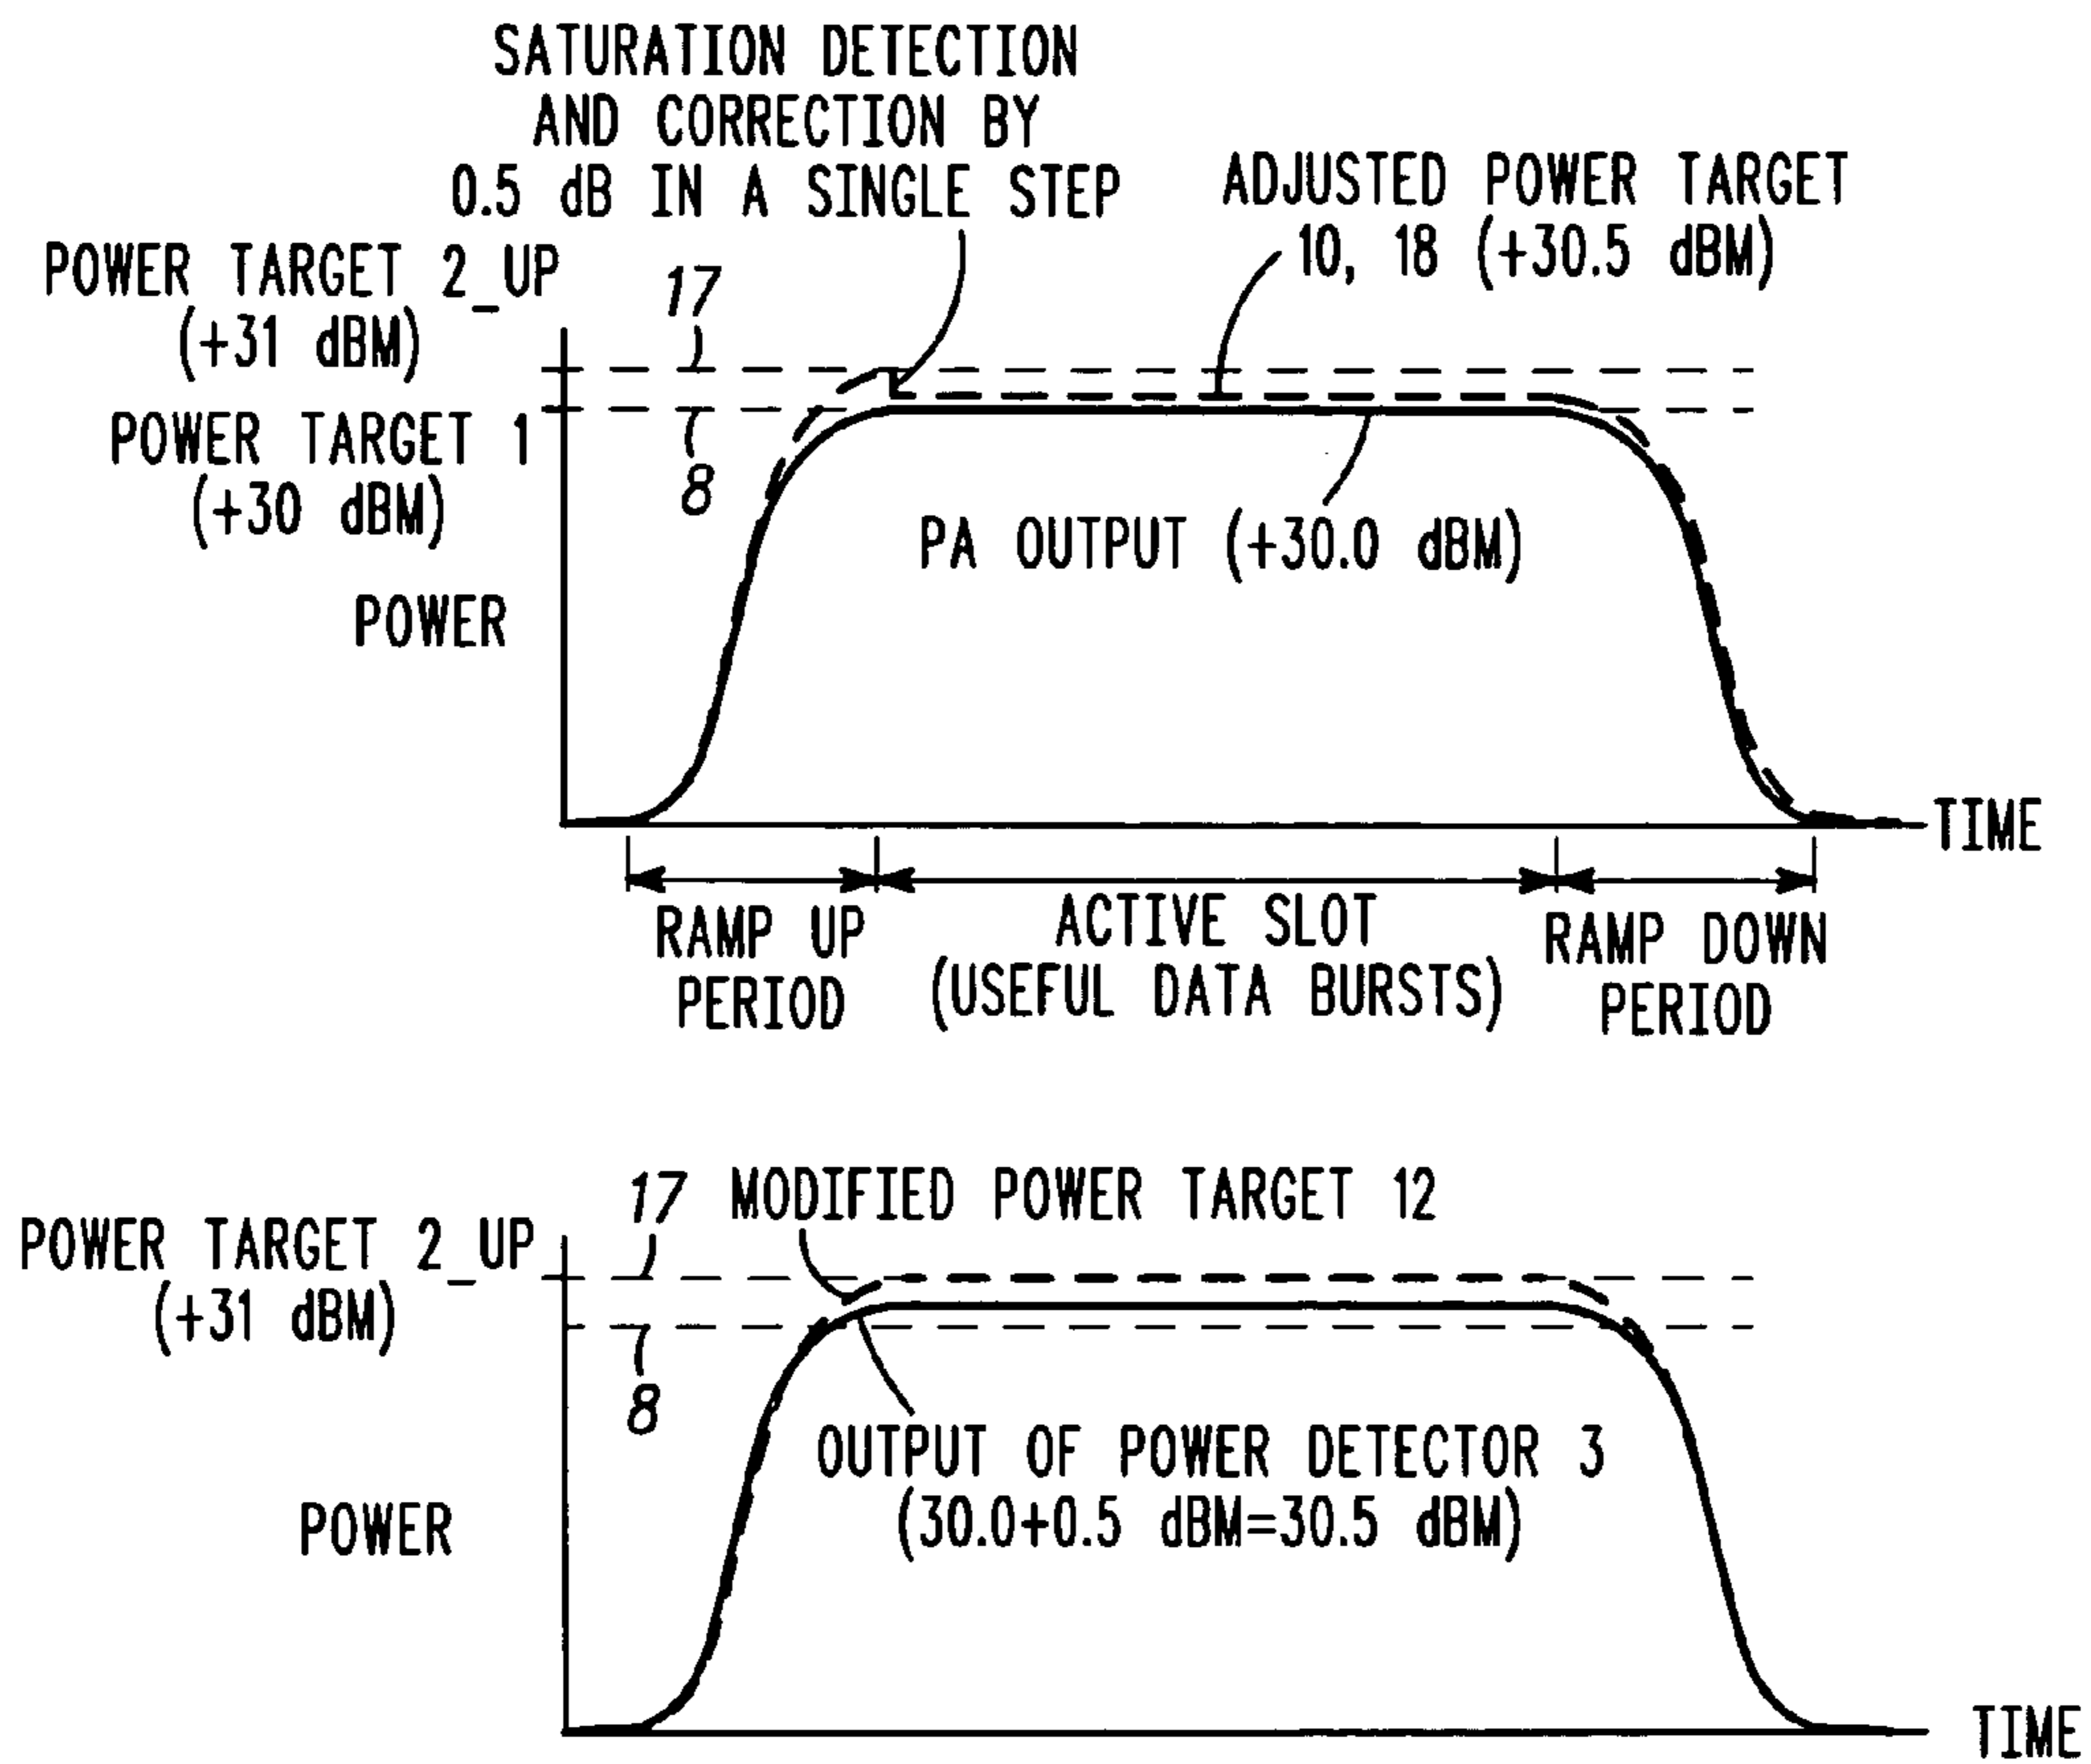 SATURATION DETECTION
AND CORRECTION BY
0.5 dB IN A SINGLE STEP
ADJUSTED POWER TARGET
10, 18 (+30.5 dBM)
POWER TARGET 2_UP
(+31 dBM)
17
POWER TARGET 1
(+30 dBM)
8
PA OUTPUT (+30.0 dBM)
POWER
TIME
RAMP UP
PERIOD
ACTIVE SLOT
(USEFUL DATA BURSTS)
RAMP DOWN
PERIOD
17
MODIFIED POWER TARGET 12
POWER TARGET 2_UP
(+31 dBM)
8
OUTPUT OF POWER DETECTOR 3
(30.0+0.5 dBM=30.5 dBM)
POWER
TIME